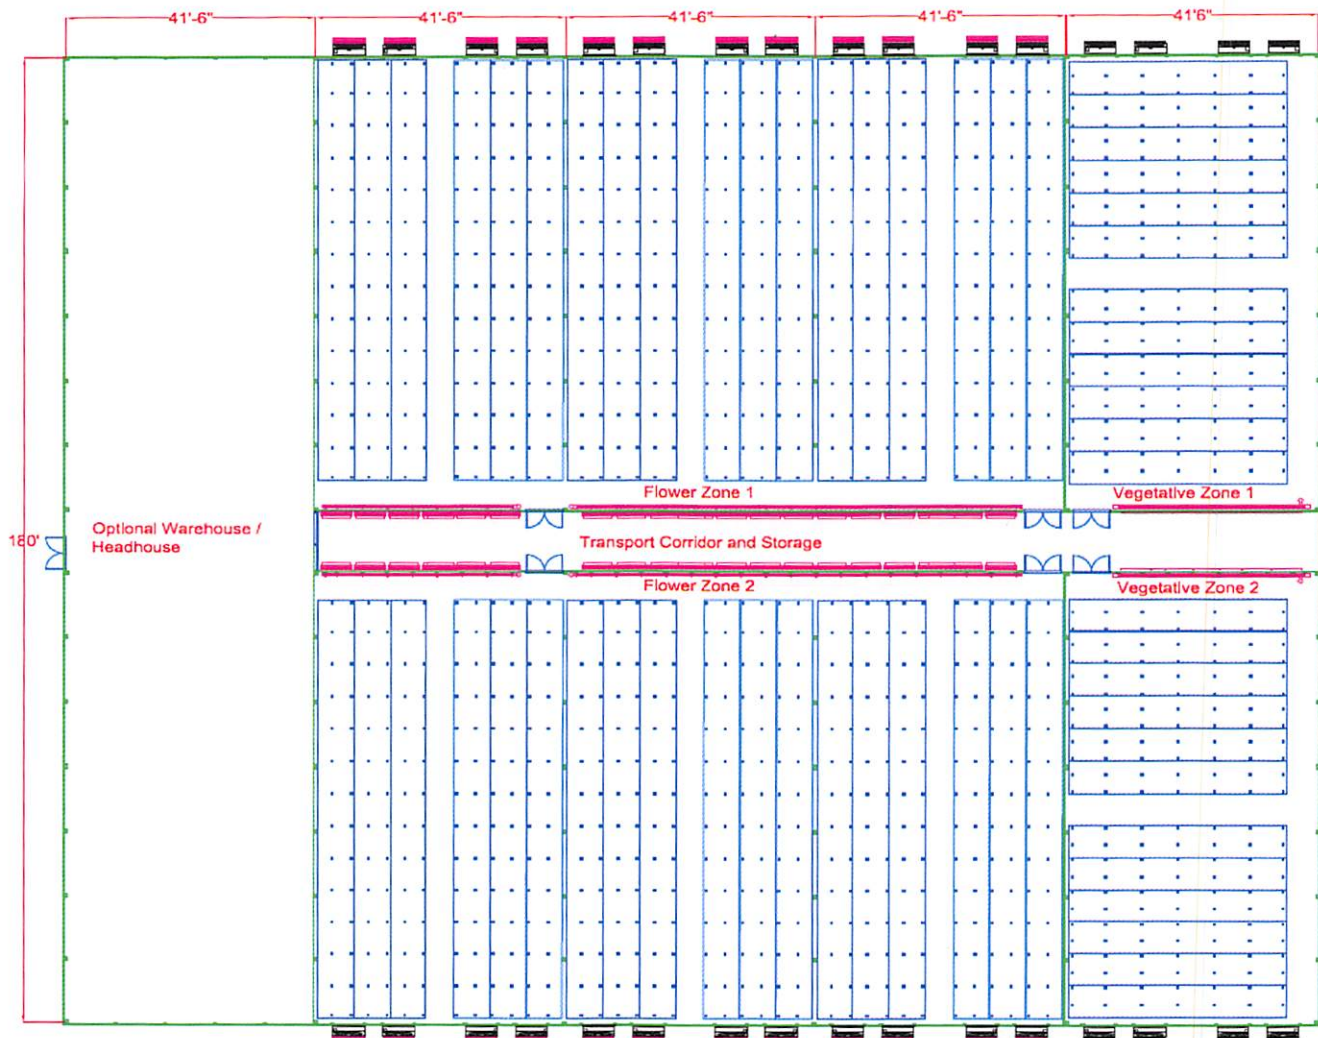 41'-6" 41'-6" 41'-6" 41'-6" 41'6"
Flower Zone 1 Vegetative Zone 1
Optional Warehouse /
Headhouse
180'
Transport Corridor and Storage
Flower Zone 2 Vegetative Zone 2